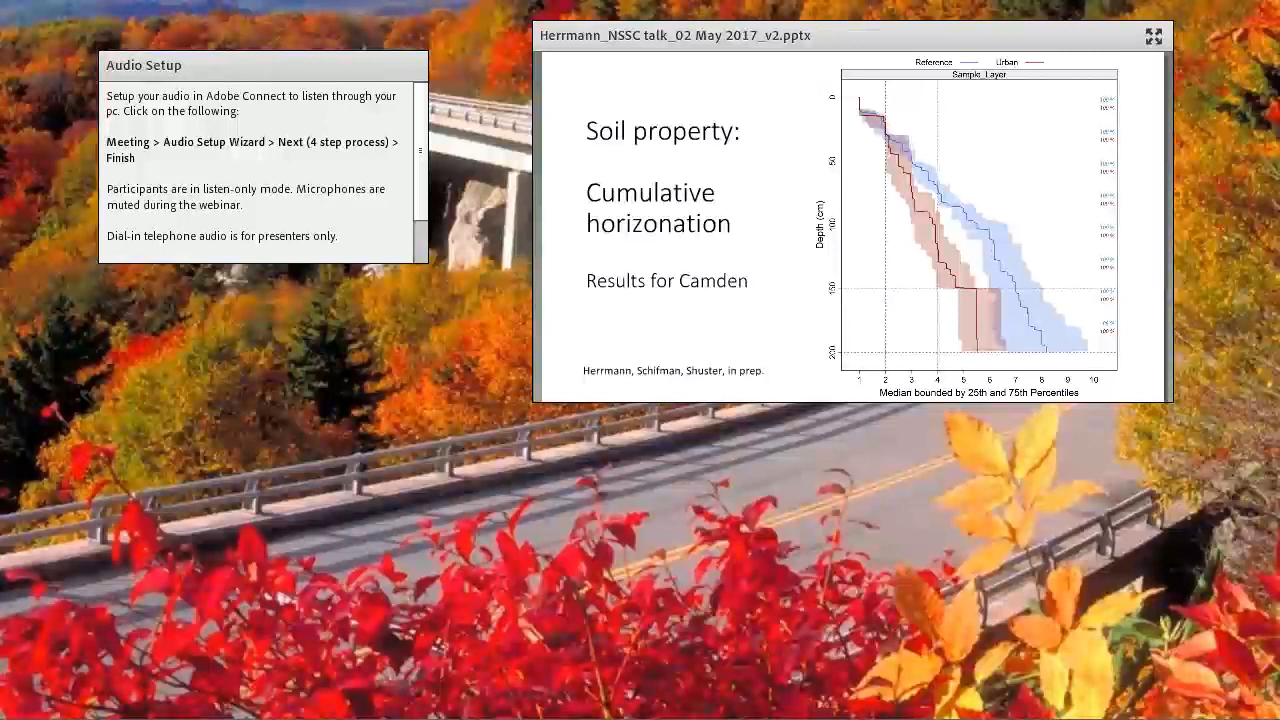 Herrmann_NSSC talk_02 May 2017_v2.pptx
Audio Setup
Setup your audio in Adobe Connect to listen through your
pc. Click on the following:
Meeting > Audio Setup Wizard > Next (4 step process) >
Finish
Participants are in listen-only mode. Microphones are
muted during the webinar.
Dial-in telephone audio is for presenters only.
Soil property:
Cumulative
horizonation
Results for Camden
Herrmann, Schifman, Shuster, in prep.
Reference Urban
Sample_Layer
Depth (cm)
0
50
100
150
200
1 2 3 4 5 6 7 8 9 10
Median bounded by 25th and 75th Percentiles